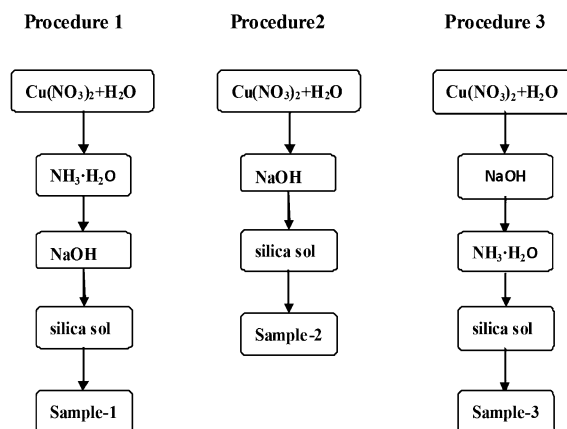 Procedure 1
Cu(NO₃)₂+H₂O
NH₃·H₂O
NaOH
silica sol
Sample-1
Procedure2
Cu(NO₃)₂+H₂O
NaOH
silica sol
Sample-2
Procedure 3
Cu(NO₃)₂+H₂O
NaOH
NH₃·H₂O
silica sol
Sample-3